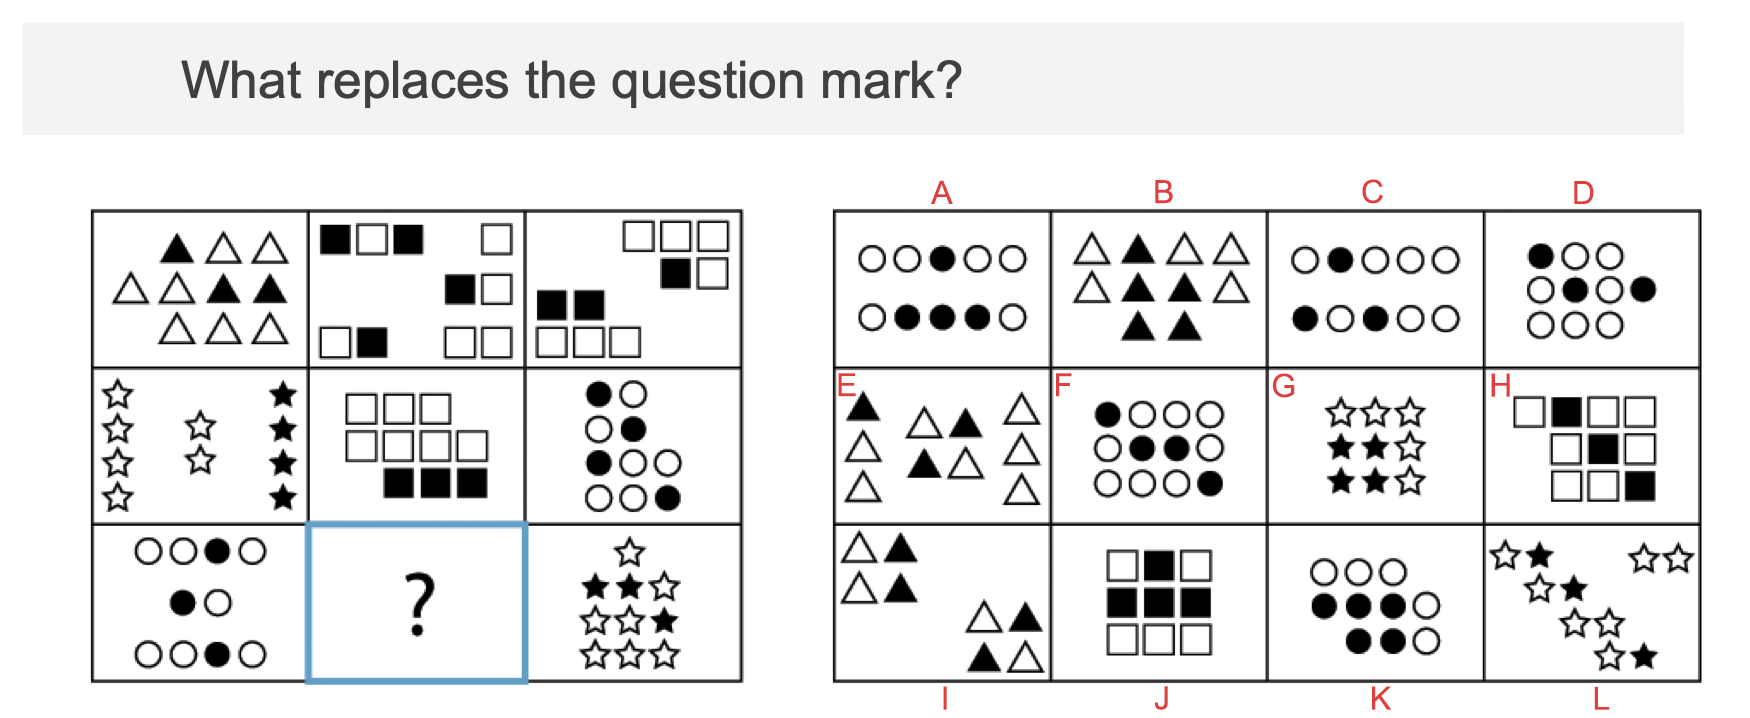 What replaces the question mark?
A B C D
?
E F G H
I J K L